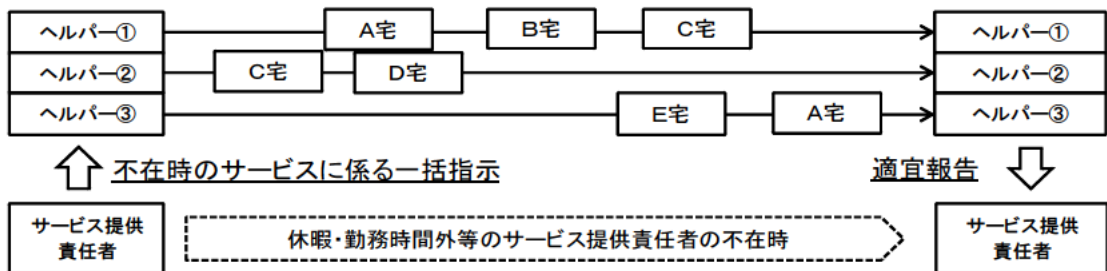 ヘルパー① A宅 B宅 C宅 ヘルパー①
ヘルパー② C宅 D宅 ヘルパー②
ヘルパー③ E宅 A宅 ヘルパー③
不在時のサービスに係る一括指示 適宜報告
サービス提供
責任者
休暇・勤務時間外等のサービス提供責任者の不在時
サービス提供
責任者